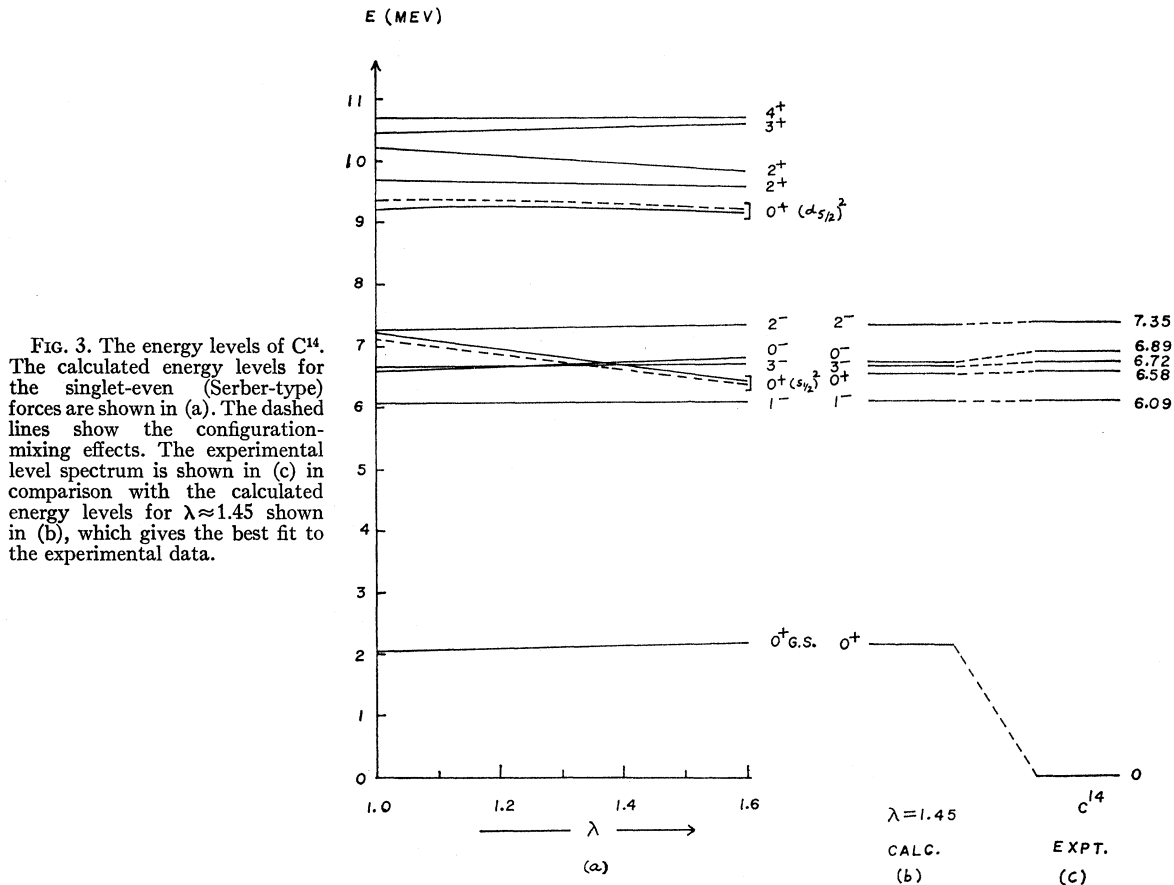 E (MEV)
11
10
9
8
7
6
5
4
3
2
1
0
4+
3+
2+
2+
0+ (d5/2)2
2-
0-
3-
0+ (s1/2)2
1-
0+ G.S.
1.0
1.2
1.4
1.6
λ
(a)
2-
0-
3-
0+
1-
0+
λ=1.45
CALC.
(b)
7.35
6.89
6.72
6.58
6.09
0
C14
EXPT.
(c)
FIG. 3. The energy levels of C14.
The calculated energy levels for
the singlet-even (Serber-type)
forces are shown in (a). The dashed
lines show the configuration-
mixing effects. The experimental
level spectrum is shown in (c) in
comparison with the calculated
energy levels for λ≈1.45 shown
in (b), which gives the best fit to
the experimental data.